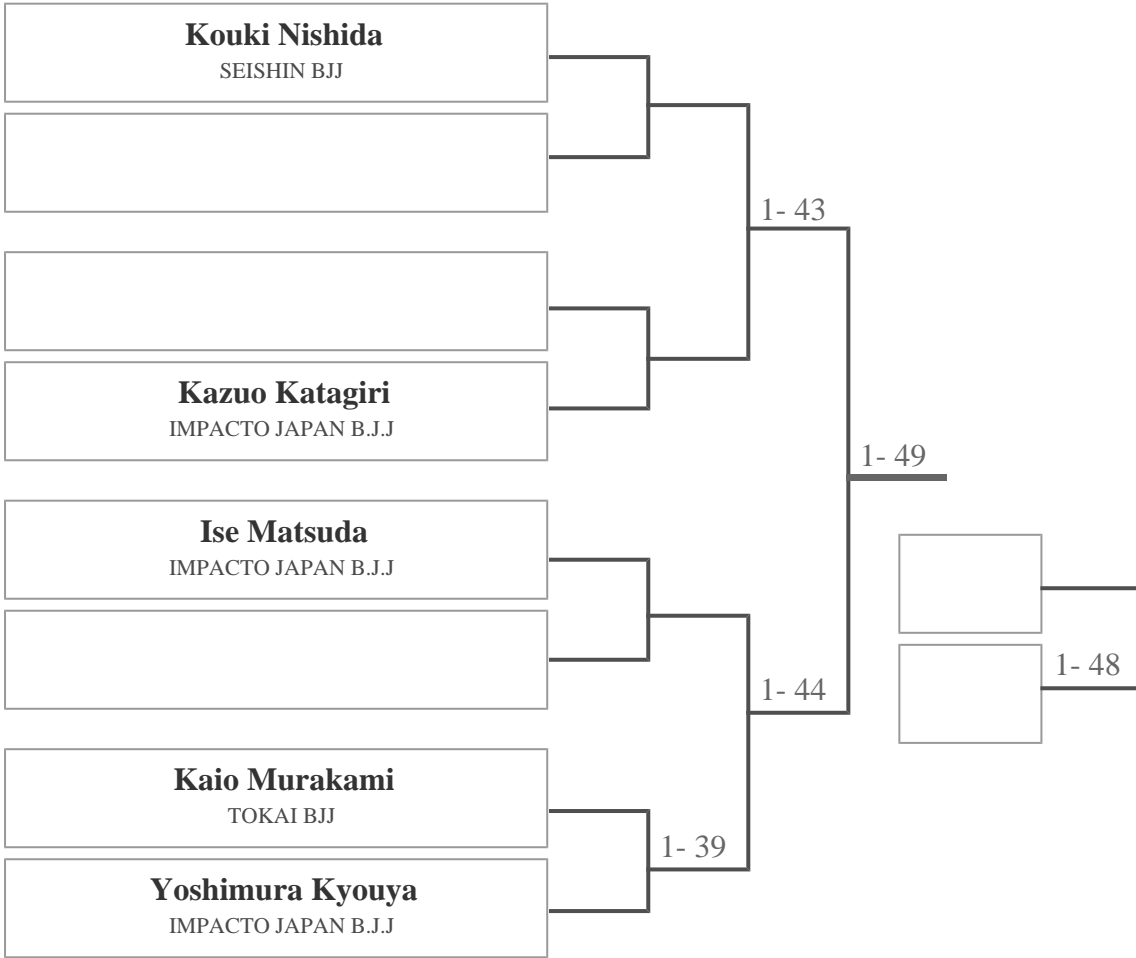 Kouki Nishida
SEISHIN BJJ
1- 43
Kazuo Katagiri
IMPACTO JAPAN B.J.J
1- 49
Ise Matsuda
IMPACTO JAPAN B.J.J
1- 48
1- 44
Kaio Murakami
TOKAI BJJ
1- 39
Yoshimura Kyouya
IMPACTO JAPAN B.J.J